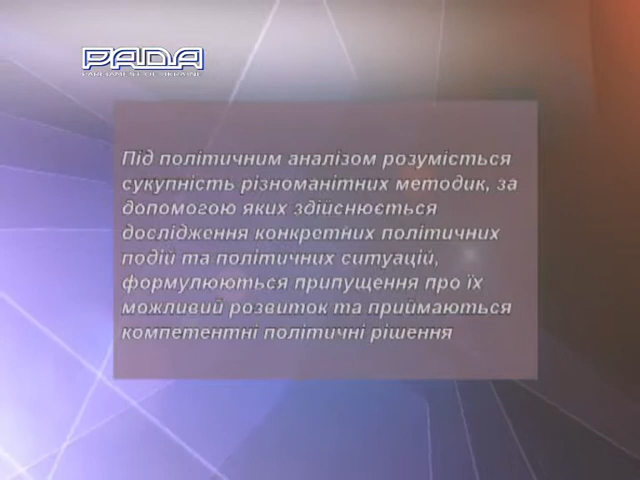 РАДА
PARLIAMENT OF UKRAINE
Під політичним аналізом розуміється
сукупність різноманітних методик, за
допомогою яких здійснюється
дослідження конкретних політичних
подій та політичних ситуацій,
формулюються припущення про їх
можливий розвиток та приймаються
компетентні політичні рішення